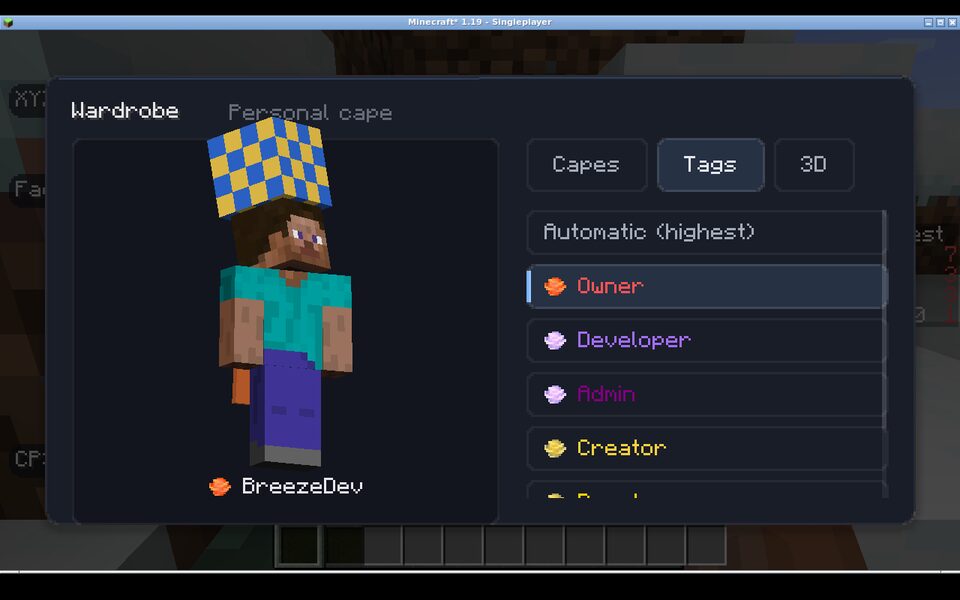 Minecraft* 1.19 - Singleplayer
Wardrobe
Personal cape
Capes
Tags
3D
Automatic (highest)
Owner
Developer
Admin
Creator
BreezeDev